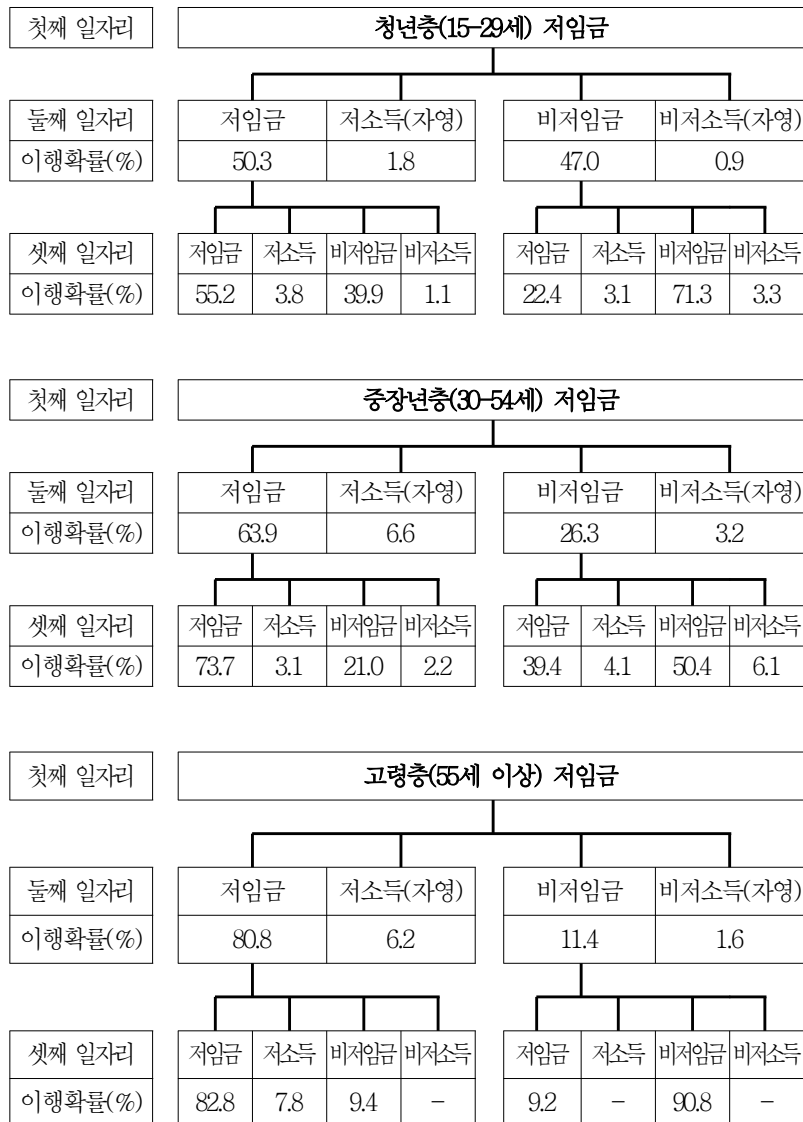 첫째 일자리 청년층(15-29세) 저임금
둘째 일자리 저임금 저소득(자영) 비저임금 비저소득(자영)
이행확률(%) 50.3 1.8 47.0 0.9
셋째 일자리 저임금 저소득 비저임금 비저소득 저임금 저소득 비저임금 비저소득
이행확률(%) 55.2 3.8 39.9 1.1 22.4 3.1 71.3 3.3
첫째 일자리 중장년층(30-54세) 저임금
둘째 일자리 저임금 저소득(자영) 비저임금 비저소득(자영)
이행확률(%) 63.9 6.6 26.3 3.2
셋째 일자리 저임금 저소득 비저임금 비저소득 저임금 저소득 비저임금 비저소득
이행확률(%) 73.7 3.1 21.0 2.2 39.4 4.1 50.4 6.1
첫째 일자리 고령층(55세 이상) 저임금
둘째 일자리 저임금 저소득(자영) 비저임금 비저소득(자영)
이행확률(%) 80.8 6.2 11.4 1.6
셋째 일자리 저임금 저소득 비저임금 비저소득 저임금 저소득 비저임금 비저소득
이행확률(%) 82.8 7.8 9.4 - 9.2 - 90.8 -